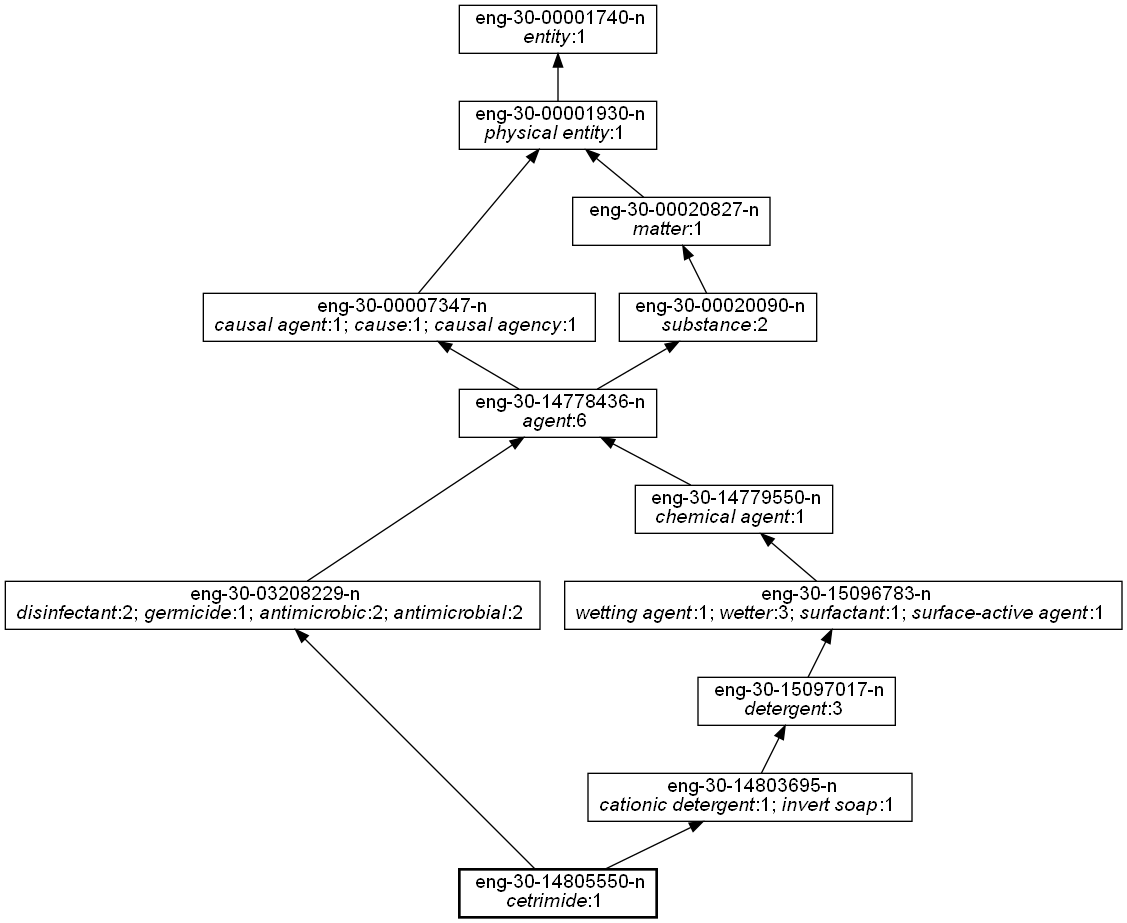 eng-30-00001740-n
entity:1
eng-30-00001930-n
physical entity:1
eng-30-00020827-n
matter:1
eng-30-00007347-n
causal agent:1; cause:1; causal agency:1
eng-30-00020090-n
substance:2
eng-30-14778436-n
agent:6
eng-30-14779550-n
chemical agent:1
eng-30-03208229-n
disinfectant:2; germicide:1; antimicrobic:2; antimicrobial:2
eng-30-15096783-n
wetting agent:1; wetter:3; surfactant:1; surface-active agent:1
eng-30-15097017-n
detergent:3
eng-30-14803695-n
cationic detergent:1; invert soap:1
eng-30-14805550-n
cetrimide:1